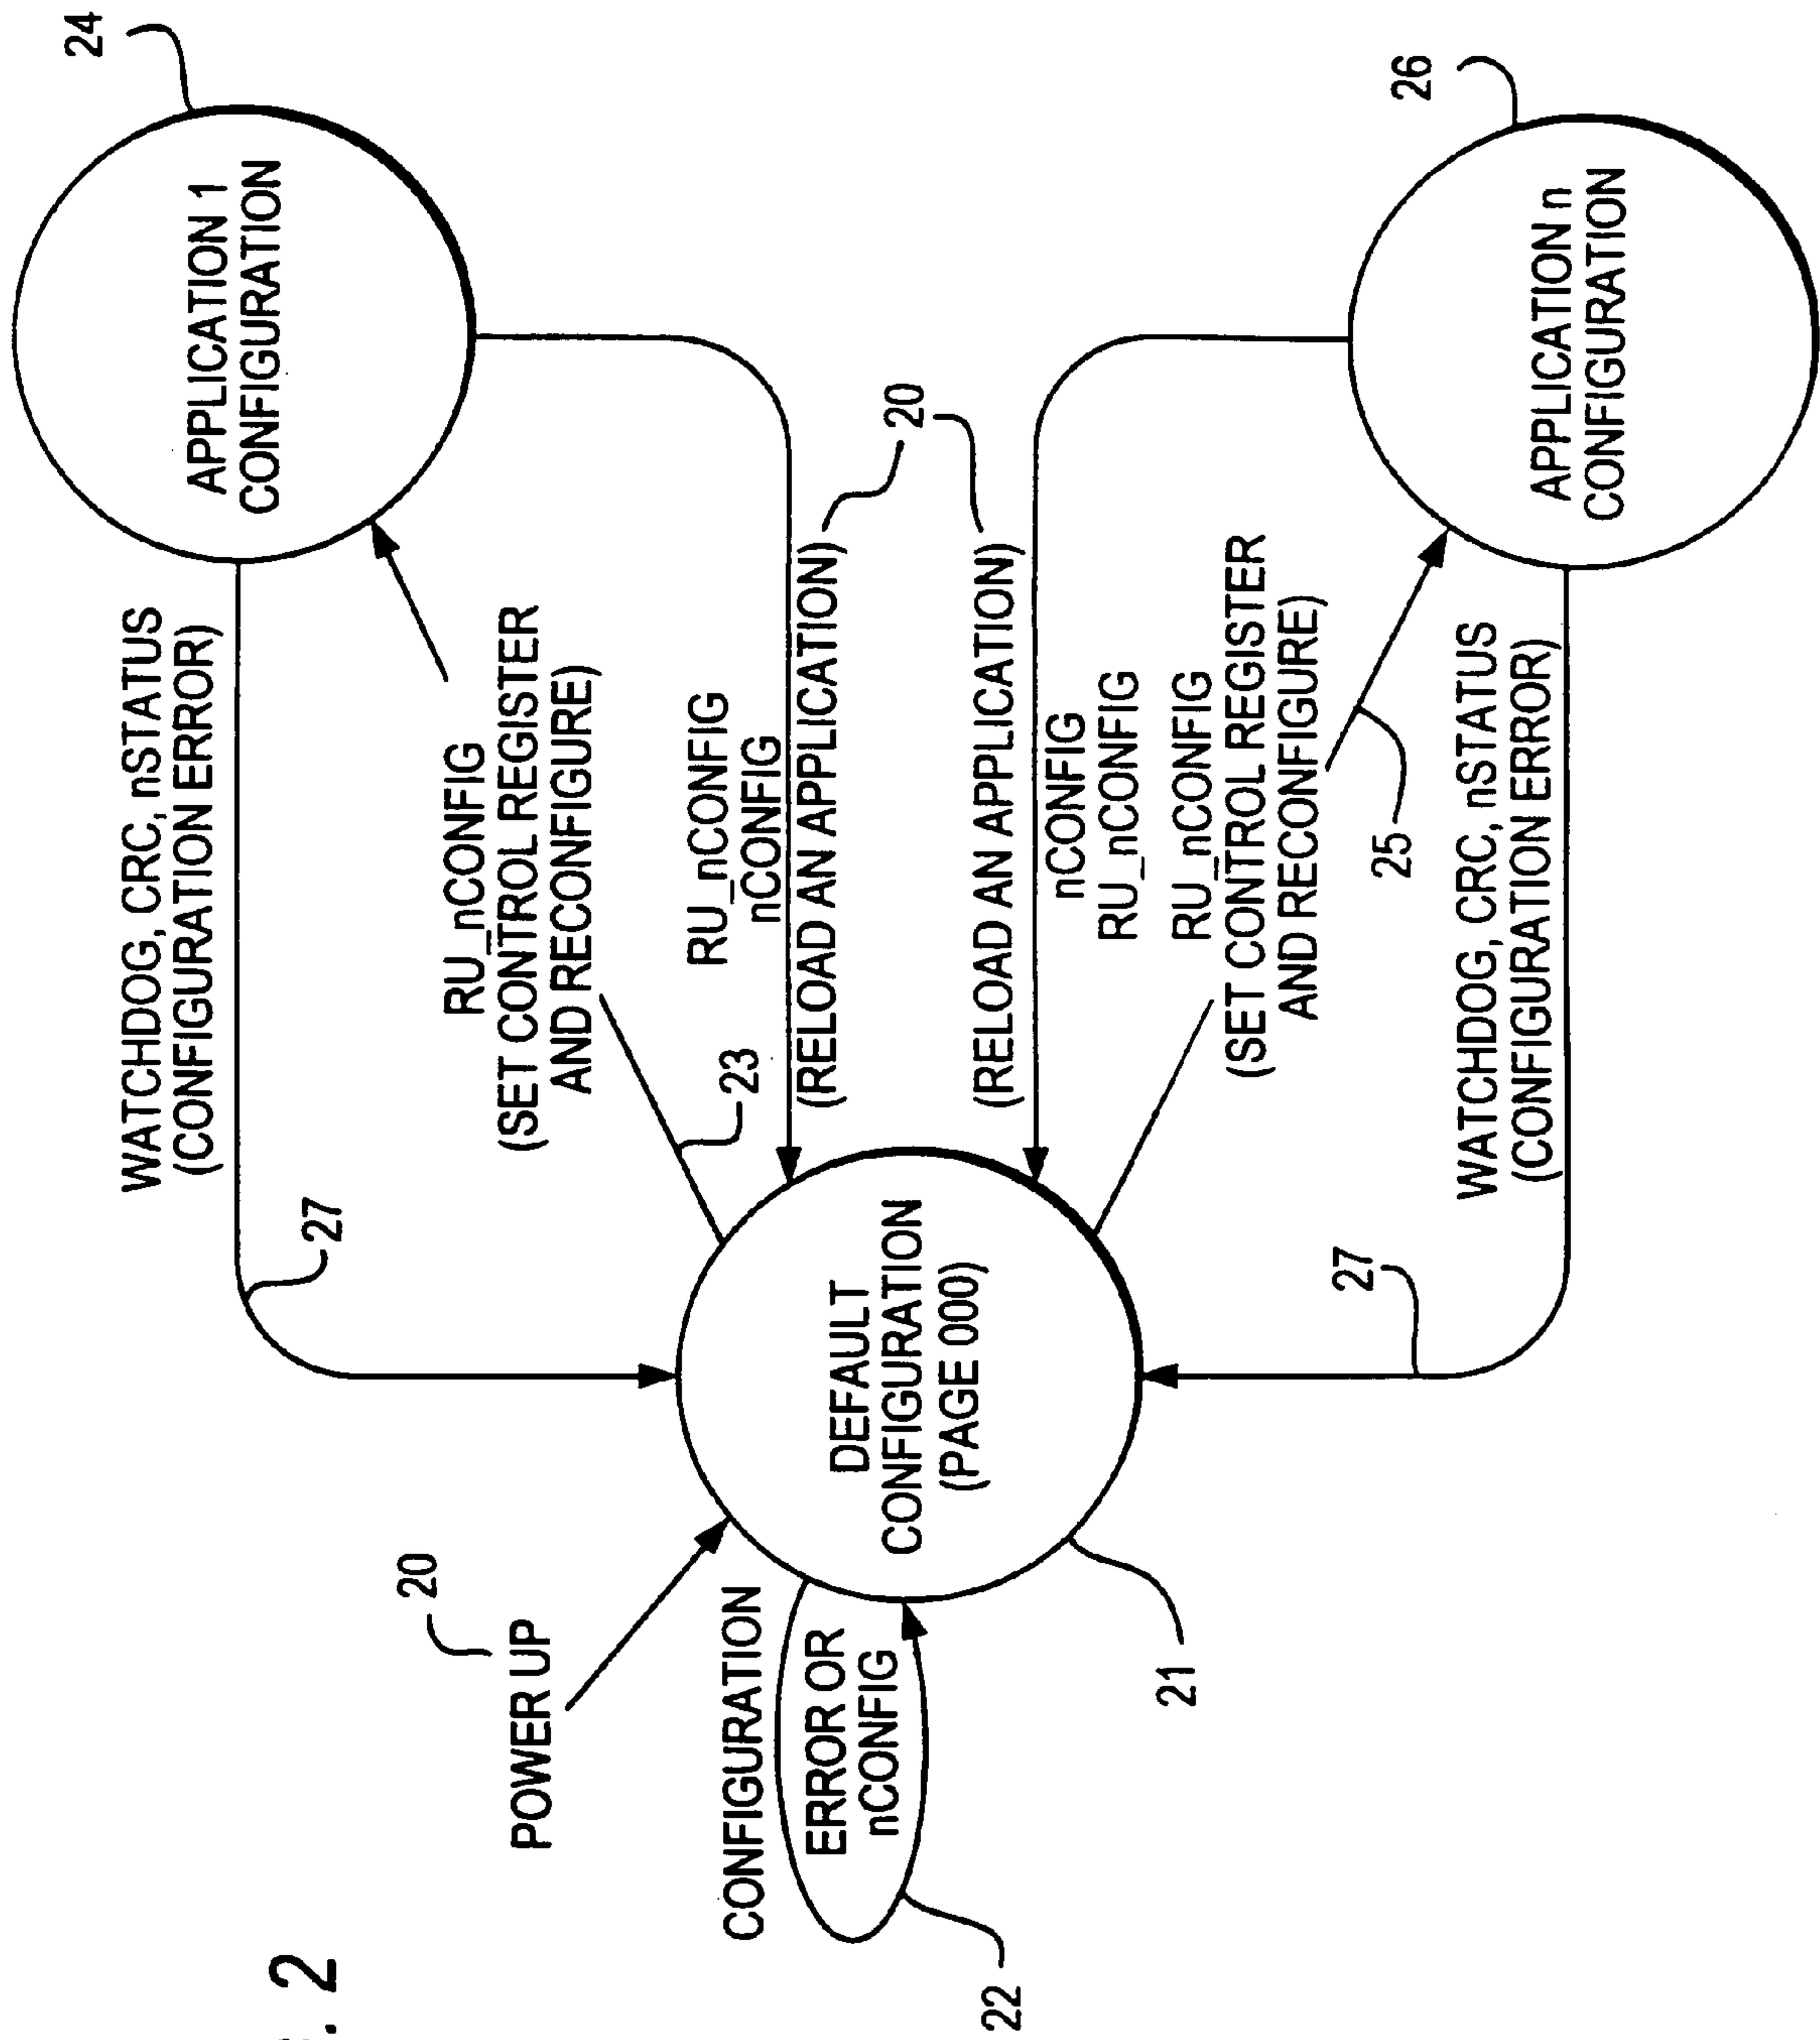 24
WATCHDOG, CRC, nSTATUS
(CONFIGURATION ERROR)
APPLICATION 1
CONFIGURATION
27
. 2
20
POWER UP
RU_nCONFIG
(SET CONTROL REGISTER
AND RECONFIGURE)
23
RU_nCONFIG
nCONFIG
(RELOAD AN APPLICATION)
20
CONFIGURATION
ERROR OR
nCONFIG
22
DEFAULT
CONFIGURATION
(PAGE 000)
21
(RELOAD AN APPLICATION)
nCONFIG
RU_nCONFIG
RU_nCONFIG
(SET CONTROL REGISTER
AND RECONFIGURE)
25
27
26
WATCHDOG, CRC, nSTATUS
(CONFIGURATION ERROR)
APPLICATION n
CONFIGURATION